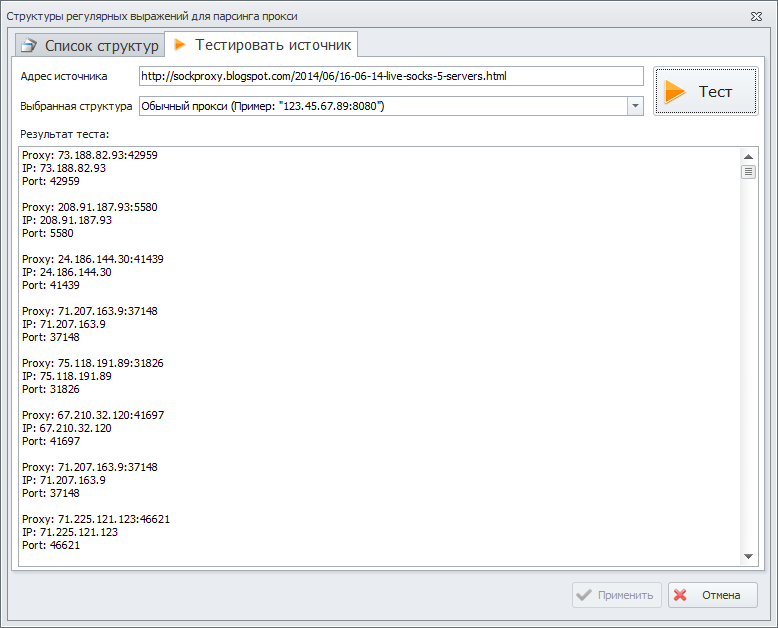 Структуры регулярных выражений для парсинга прокси
Список структур
Тестировать источник
Адрес источника
http://sockproxy.blogspot.com/2014/06/16-06-14-live-socks-5-servers.html
Тест
Выбранная структура
Обычный прокси (Пример: "123.45.67.89:8080")
Результат теста:
Proxy: 73.188.82.93:42959
IP: 73.188.82.93
Port: 42959
Proxy: 208.91.187.93:5580
IP: 208.91.187.93
Port: 5580
Proxy: 24.186.144.30:41439
IP: 24.186.144.30
Port: 41439
Proxy: 71.207.163.9:37148
IP: 71.207.163.9
Port: 37148
Proxy: 75.118.191.89:31826
IP: 75.118.191.89
Port: 31826
Proxy: 67.210.32.120:41697
IP: 67.210.32.120
Port: 41697
Proxy: 71.207.163.9:37148
IP: 71.207.163.9
Port: 37148
Proxy: 71.225.121.123:46621
IP: 71.225.121.123
Port: 46621
Применить
Отмена